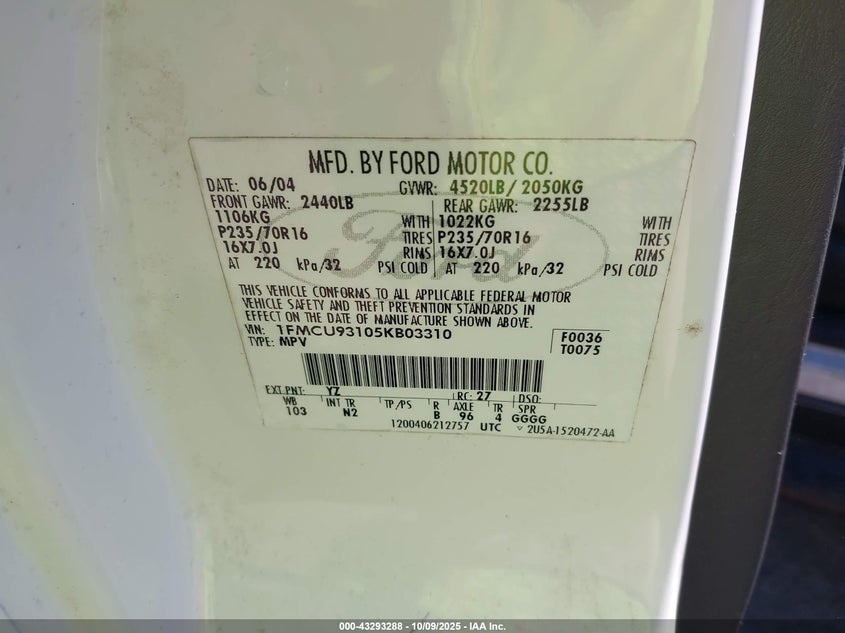 MFD. BY FORD MOTOR CO.
DATE: 06/04 GVWR: 4520LB/ 2050KG
FRONT GAWR: 2440LB REAR GAWR: 2255LB
1106KG WITH 1022KG WITH
P235/70R16 TIRES P235/70R16 TIRES
16X7.0J RIMS 16X7.0J RIMS
AT 220 kPa/32 PSI COLD AT 220 kPa/32 PSI COLD
Ford
THIS VEHICLE CONFORMS TO ALL APPLICABLE FEDERAL MOTOR
VEHICLE SAFETY AND THEFT PREVENTION STANDARDS IN
EFFECT ON THE DATE OF MANUFACTURE SHOWN ABOVE.
VIN: 1FMCU93105KB03310 F0036
TYPE: MPV T0075
EXT PNT: YZ RC: 27 DSO:
WB INT TR TP/PS R AXLE TR SPR
103 N2 B 96 4 GGGG
1200406212757 UTC 2U5A-1520472-AA
000-43293288 - 10/09/2025 - IAA Inc.